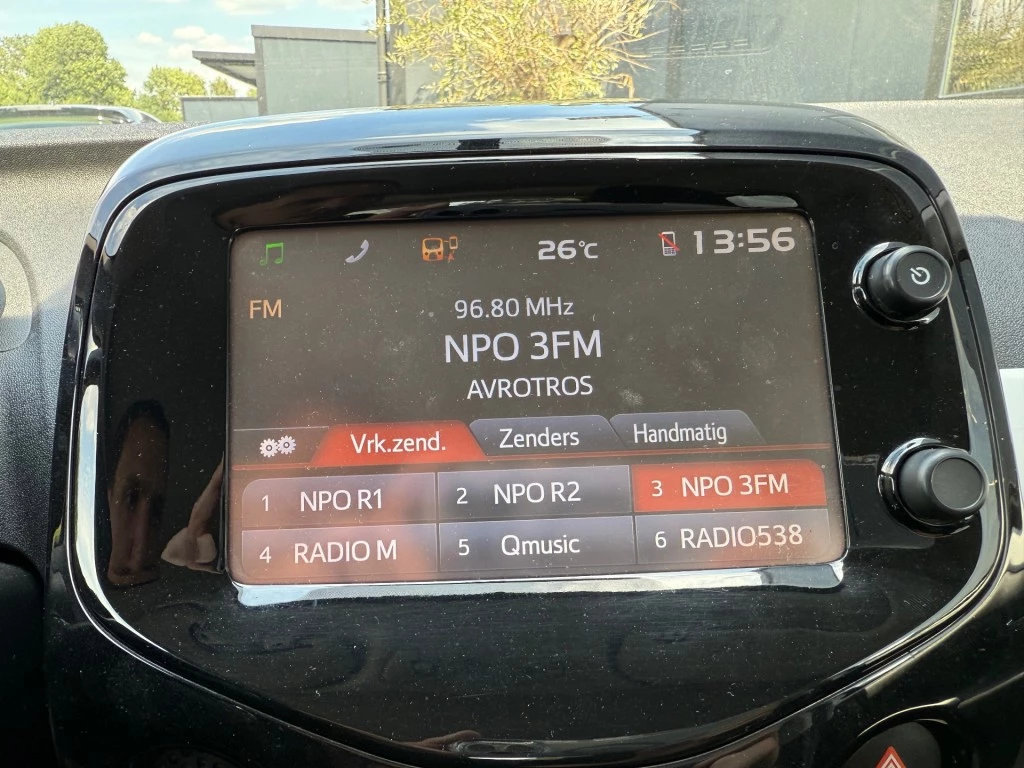 26°C 13:56
FM 96.80 MHz
NPO 3FM
AVROTROS
Vrk.zend. Zenders Handmatig
1 NPO R1 2 NPO R2 3 NPO 3FM
4 RADIO M 5 Qmusic 6 RADIO538